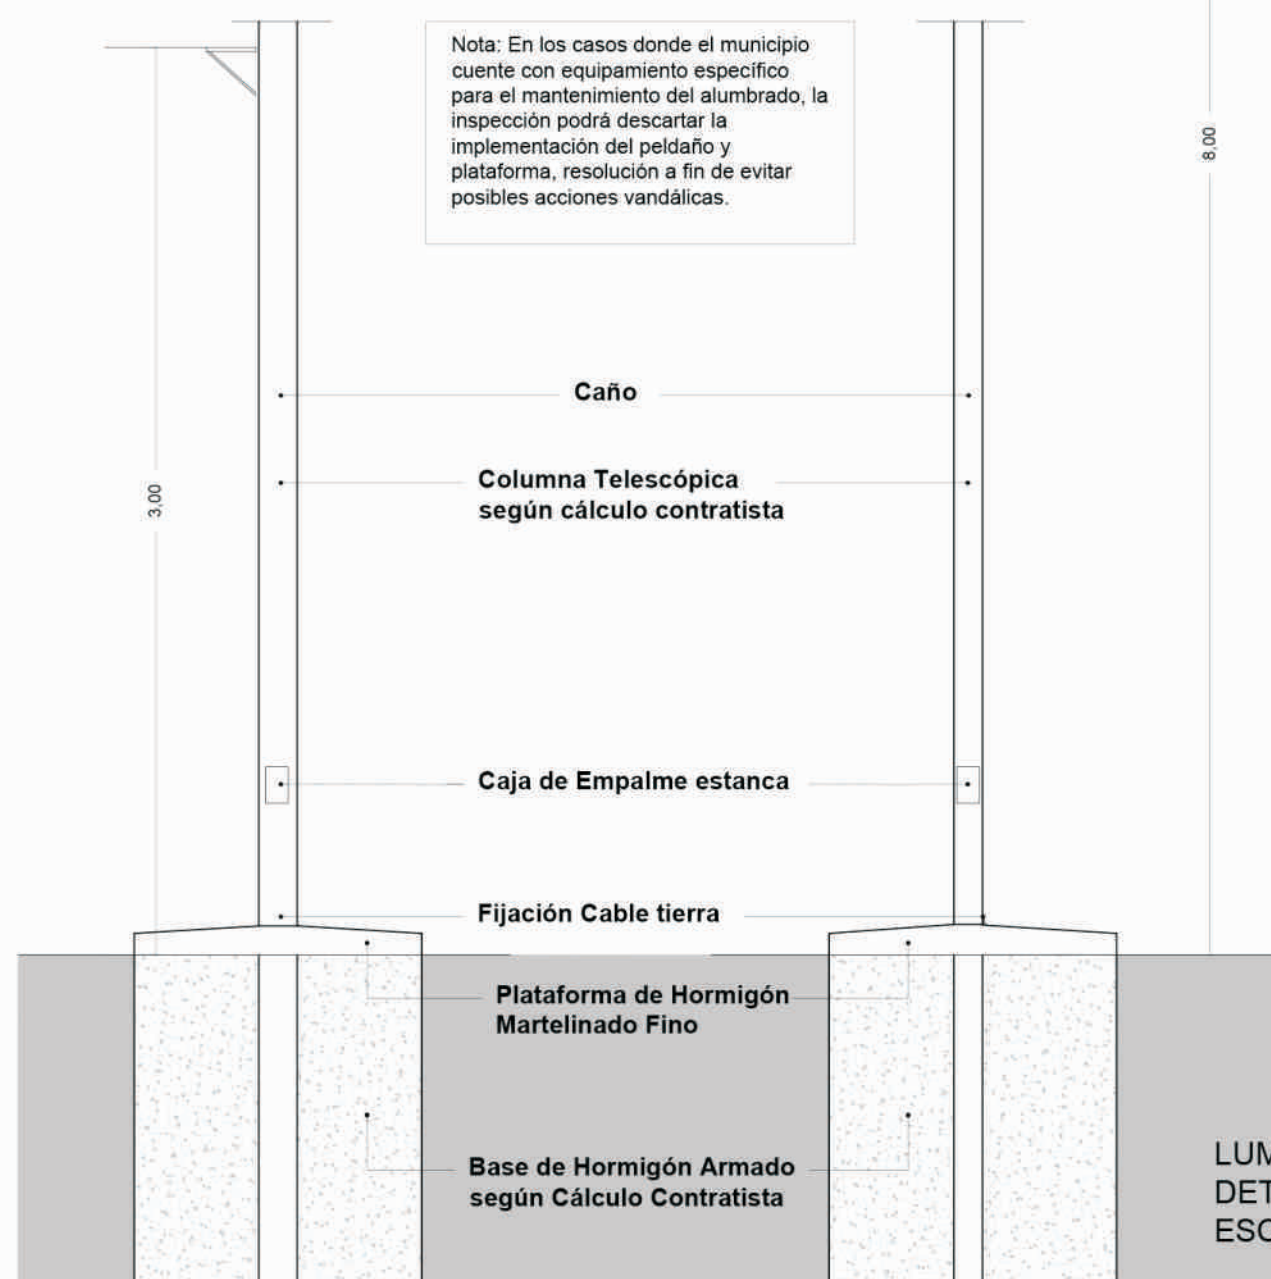 Nota: En los casos donde el municipio
cuente con equipamiento específico
para el mantenimiento del alumbrado, la
inspección podrá descartar la
implementación del peldaño y
plataforma, resolución a fin de evitar
posibles acciones vandálicas.
8,00
Caño
Columna Telescópica
según cálculo contratista
3,00
Caja de Empalme estanca
Fijación Cable tierra
Plataforma de Hormigón
Martelinado Fino
Base de Hormigón Armado
según Cálculo Contratista
LUM
DET
ESC